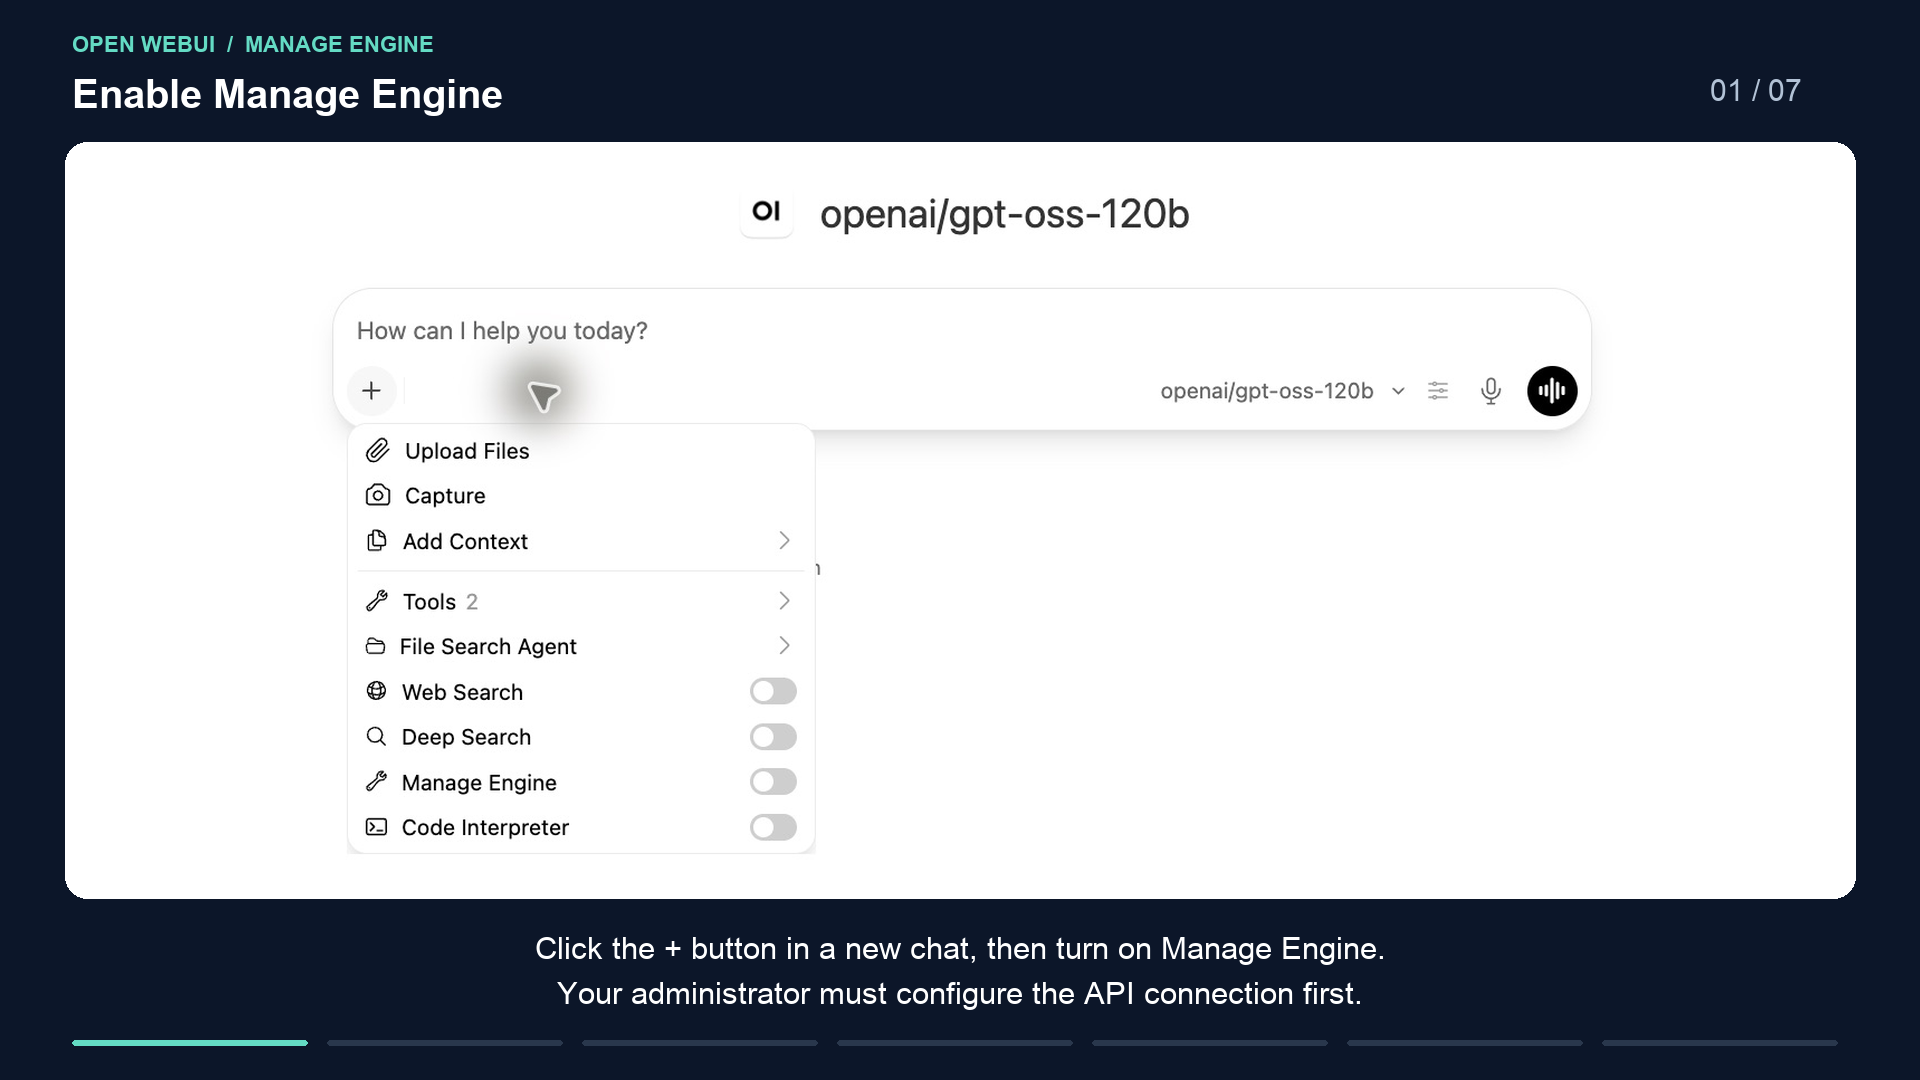 OPEN WEBUI / MANAGE ENGINE
Enable Manage Engine
01 / 07
OI openai/gpt-oss-120b
How can I help you today?
openai/gpt-oss-120b
Upload Files
Capture
Add Context
Tools 2
File Search Agent
Web Search
Deep Search
Manage Engine
Code Interpreter
Click the + button in a new chat, then turn on Manage Engine.
Your administrator must configure the API connection first.